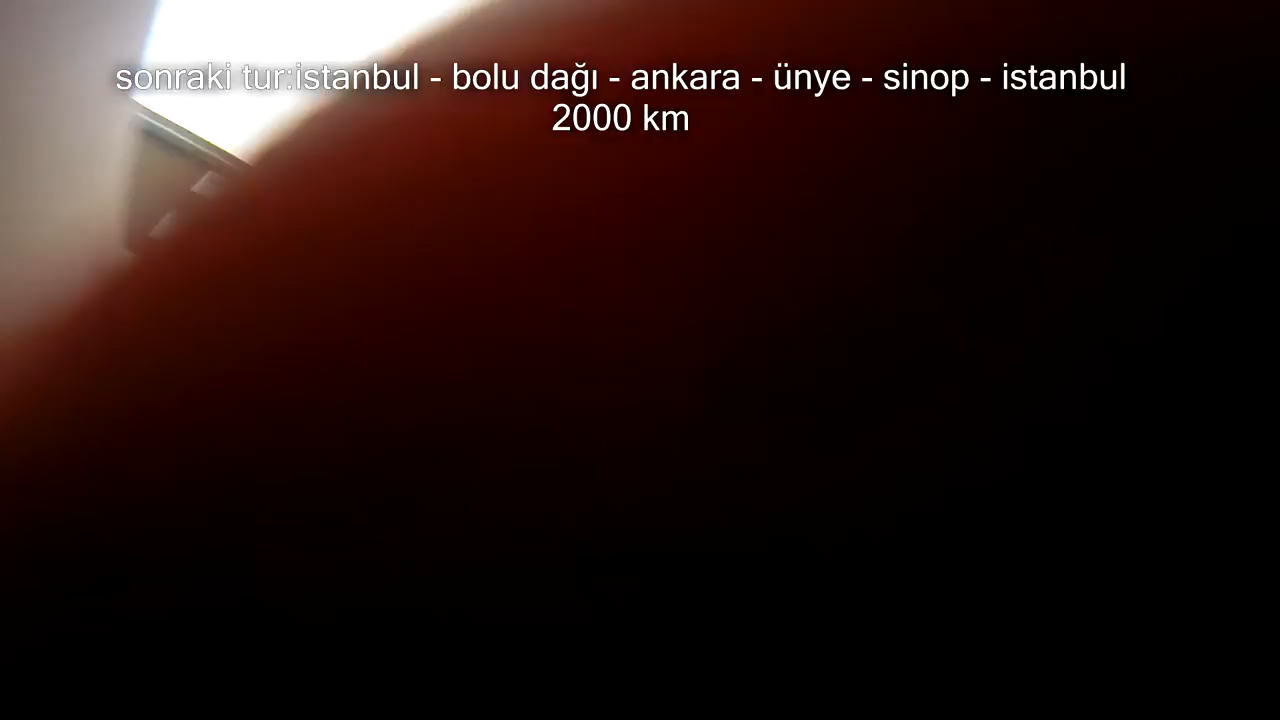 sonraki tur:istanbul - bolu dağı - ankara - ünye - sinop - istanbul
2000 km